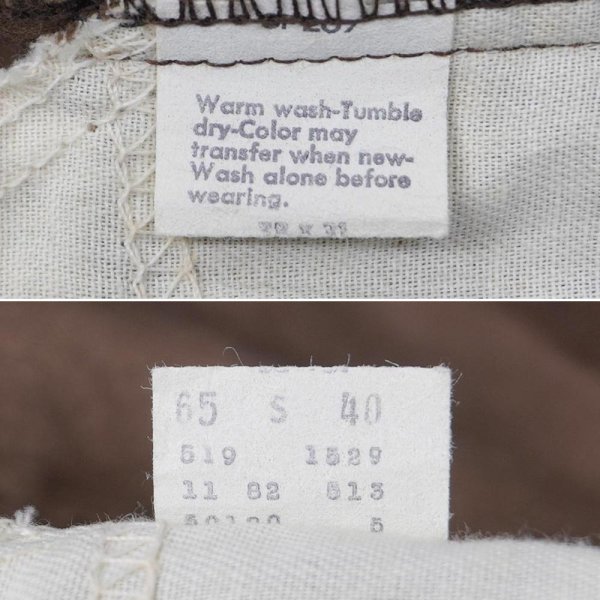 Warm wash-Tumble
dry-Color may
transfer when new-
Wash alone before
wearing.
65 S 40
519 1529
11 82 513
5